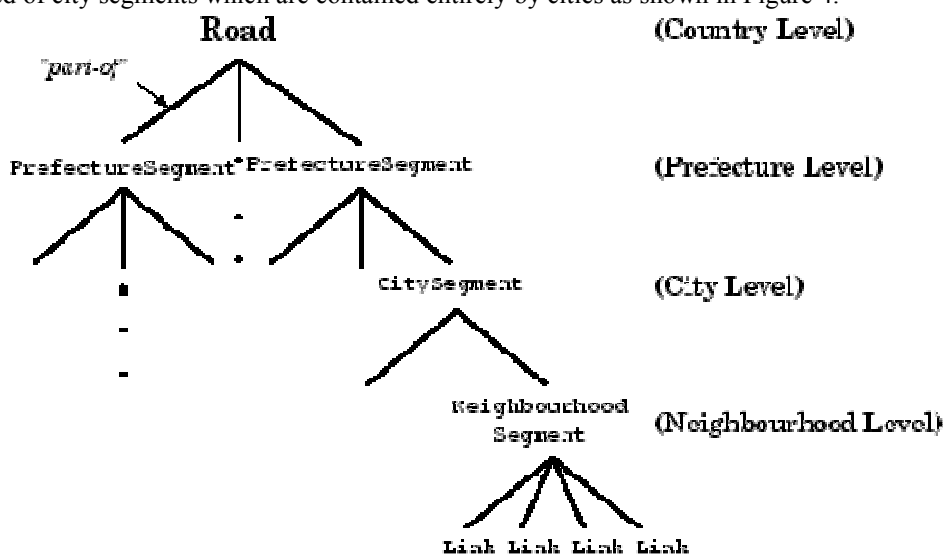 ed of city segments which are contained entirely by cities as shown in Figure 4.
Road (Country Level)
"part-of"
PrefectureSegment PrefectureSegment (Prefecture Level)
CitySegment (City Level)
Neighbourhood
Segment (Neighbourhood Level)
Link Link Link Link